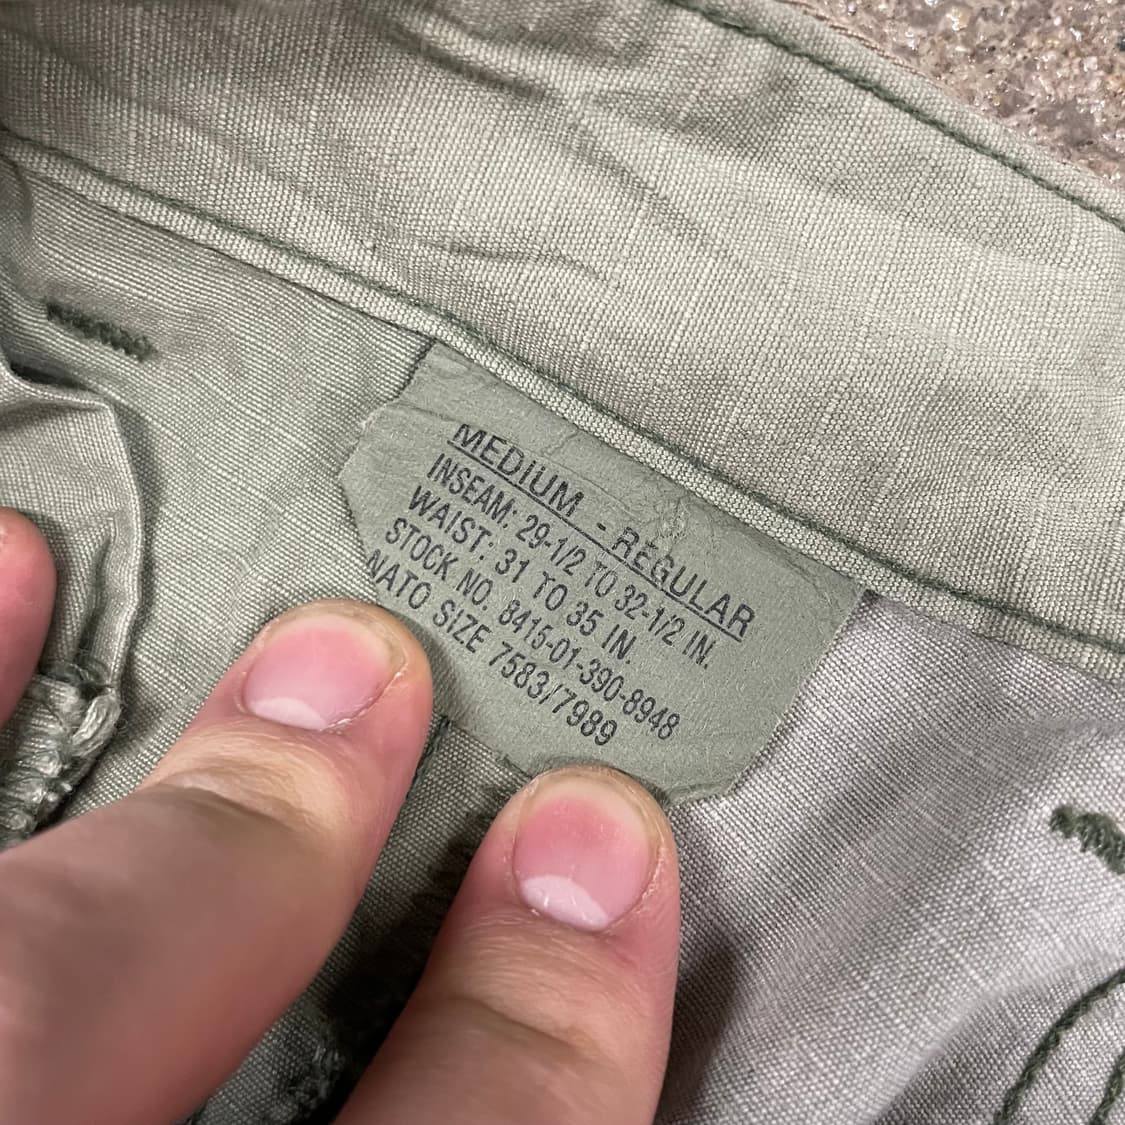 MEDIUM - REGULAR
INSEAM: 29-1/2 TO 32-1/2 IN.
WAIST: 31 TO 35 IN.
STOCK NO. 8415-01-390-8948
NATO SIZE 7583/7989